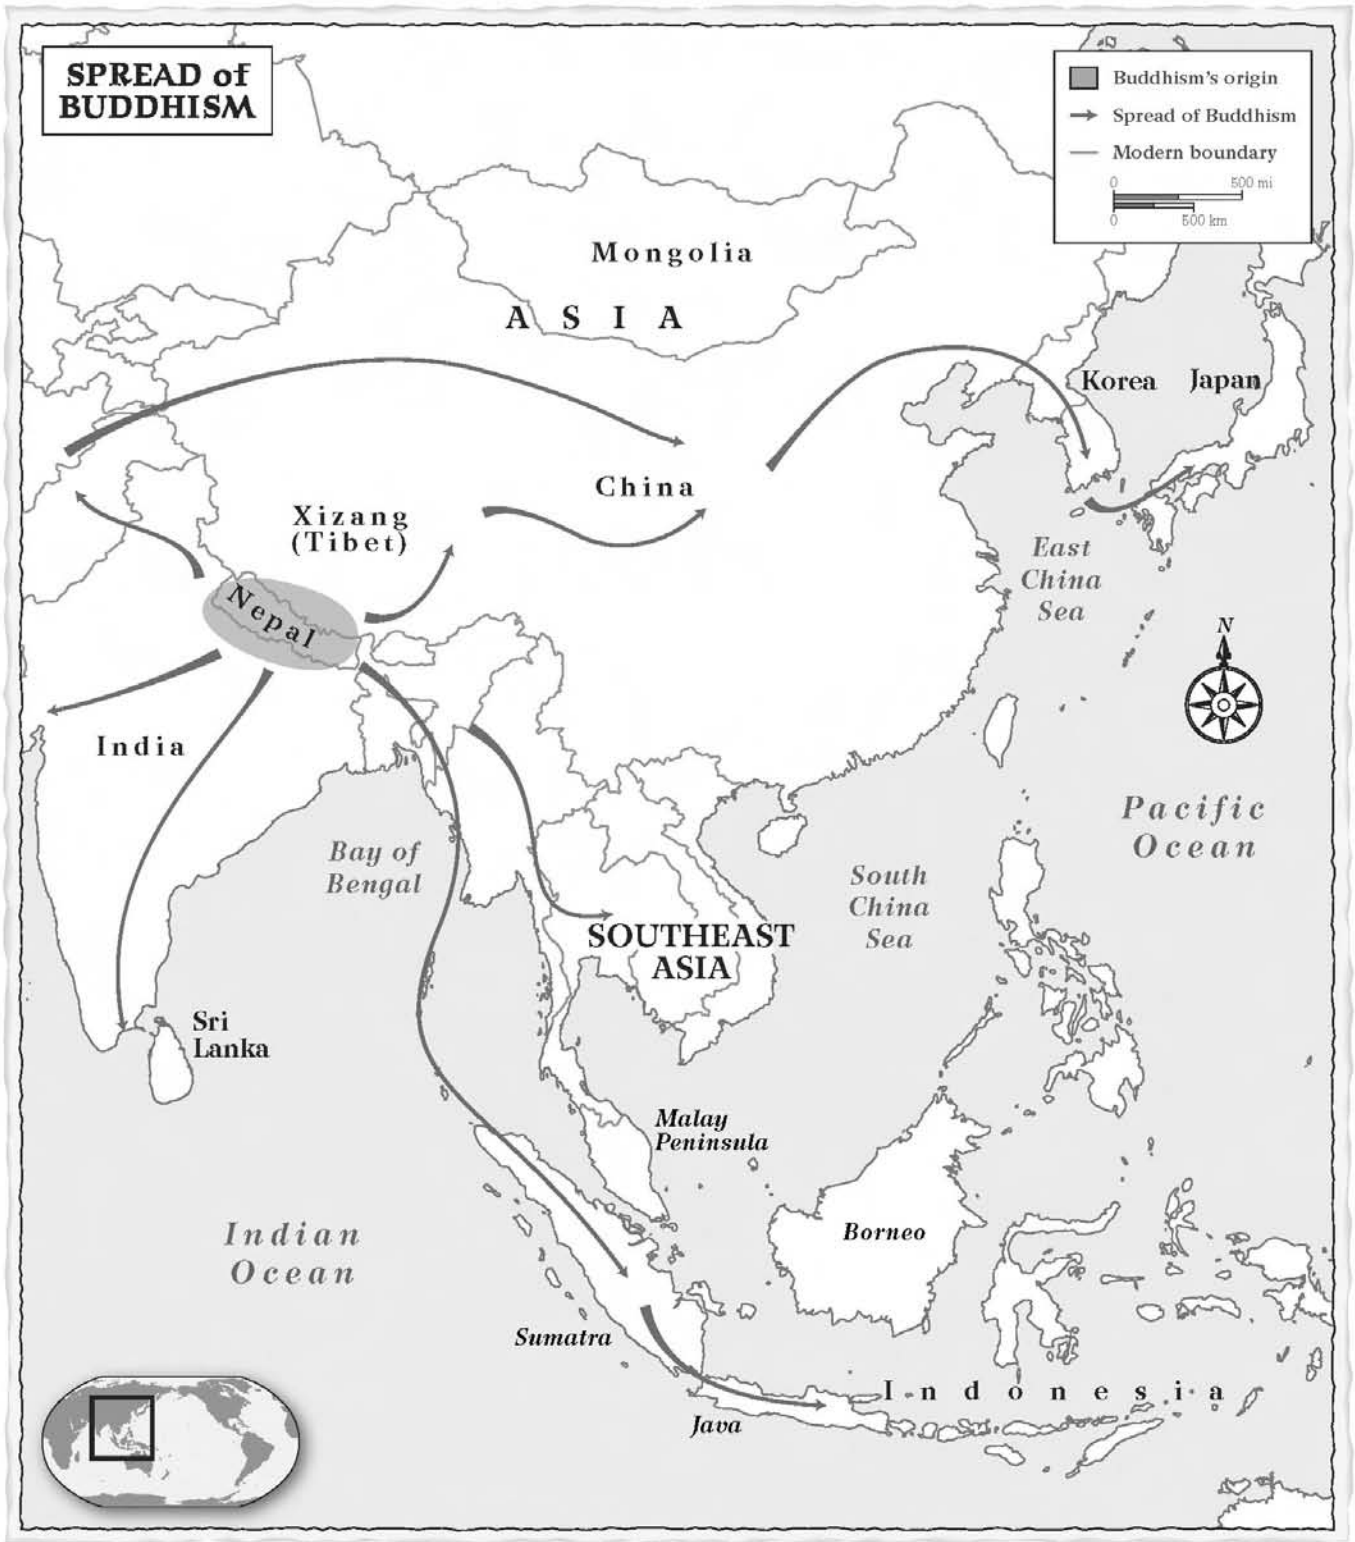 SPREAD of
BUDDHISM
Buddhism's origin
Spread of Buddhism
Modern boundary
0 500 mi
0 500 km
Mongolia
ASIA
Korea
Japan
China
Xizang
(Tibet)
East
China
Sea
Nepal
N
India
Pacific
Ocean
Bay of
Bengal
South
China
Sea
SOUTHEAST
ASIA
Sri
Lanka
Malay
Peninsula
Indian
Ocean
Borneo
Sumatra
Indonesia
Java